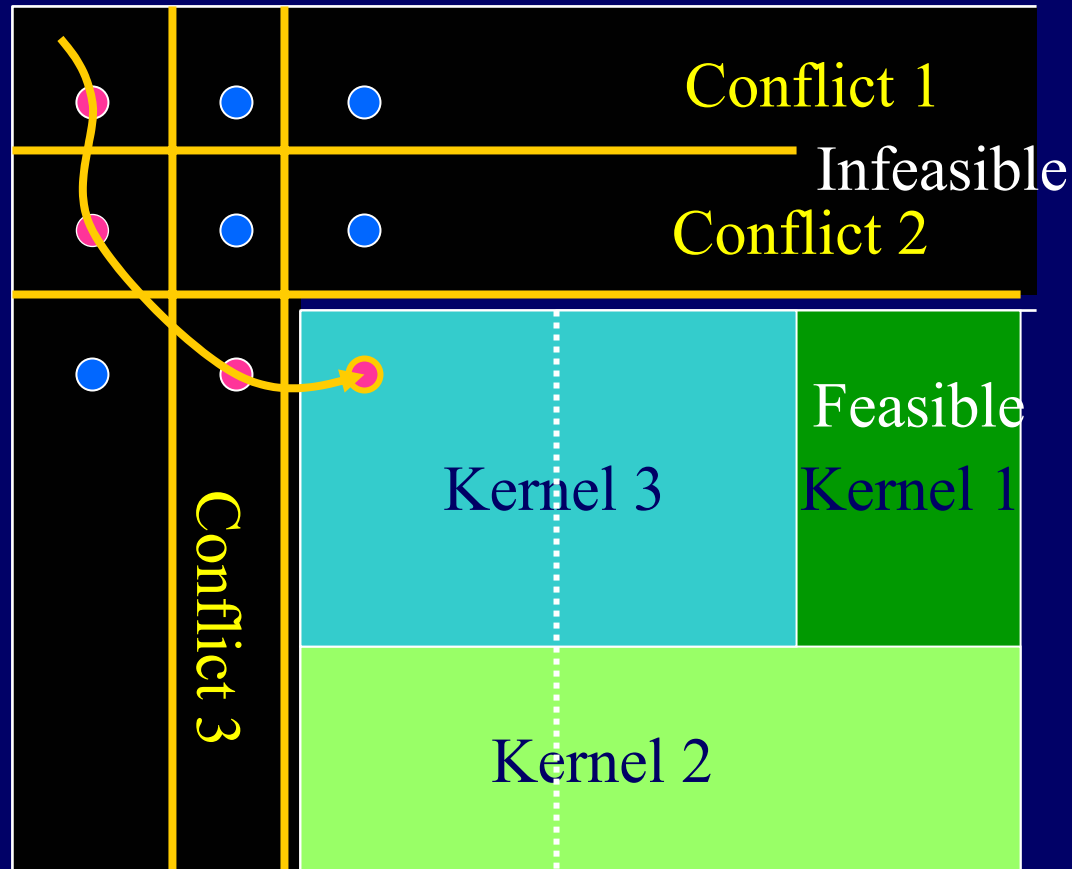 Conflict 1
Infeasible
Conflict 2
Feasible
Kernel 3
Kernel 1
Conflict 3
Kernel 2